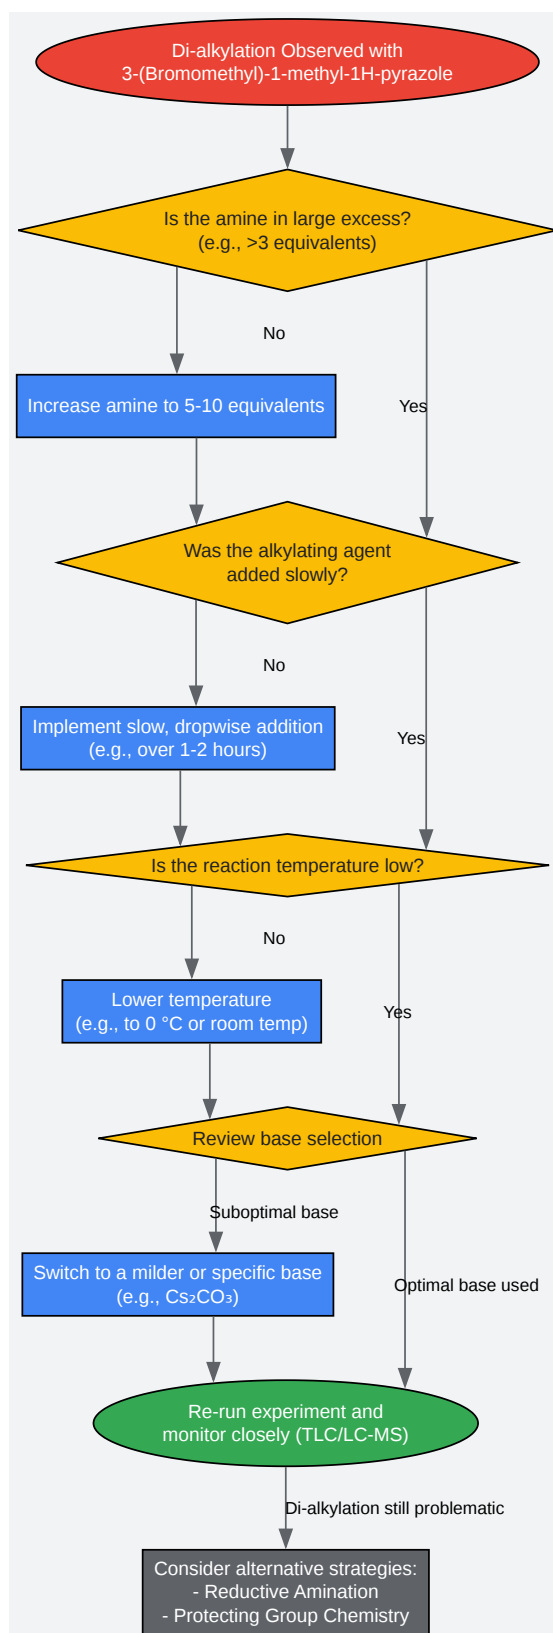 Di-alkylation Observed with
3-(Bromomethyl)-1-methyl-1H-pyrazole
Is the amine in large excess?
(e.g., >3 equivalents)
No
Increase amine to 5-10 equivalents
Yes
Was the alkylating agent
added slowly?
No
Implement slow, dropwise addition
(e.g., over 1-2 hours)
Yes
Is the reaction temperature low?
No
Lower temperature
(e.g., to 0 °C or room temp)
Yes
Review base selection
Suboptimal base
Switch to a milder or specific base
(e.g., Cs₂CO₃)
Optimal base used
Re-run experiment and
monitor closely (TLC/LC-MS)
Di-alkylation still problematic
Consider alternative strategies:
- Reductive Amination
- Protecting Group Chemistry